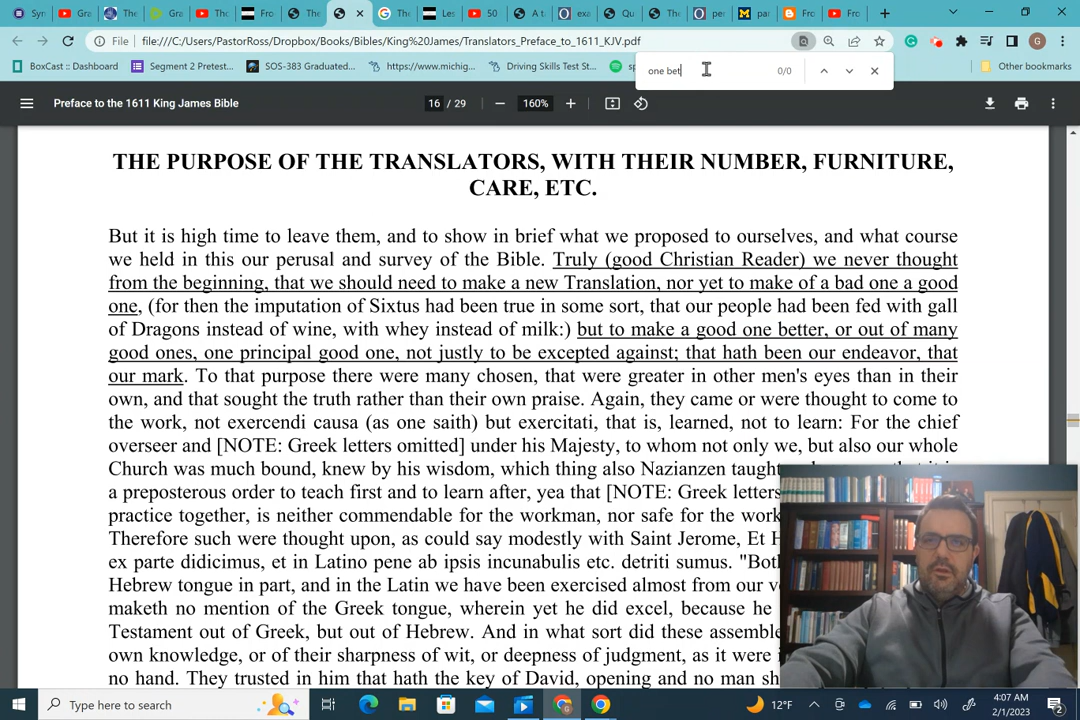 Syn
Gra
The
Gra
Tho
Fro
The
The
Les
50
A t
exa
Qu
The
per
par
Fro
Fro
File
file:///C:/Users/PastorRoss/Dropbox/Books/Bibles/King%20James/Translators_Preface_to_1611_KJV.pdf
BoxCast :: Dashboard
Segment 2 Pretest...
SOS-383 Graduated...
https://www.michig...
Driving Skills Test St...
Other bookmarks
one bet
0/0
Preface to the 1611 King James Bible
16 / 29
160%
THE PURPOSE OF THE TRANSLATORS, WITH THEIR NUMBER, FURNITURE,
CARE, ETC.
But it is high time to leave them, and to show in brief what we proposed to ourselves, and what course
we held in this our perusal and survey of the Bible. Truly (good Christian Reader) we never thought
from the beginning, that we should need to make a new Translation, nor yet to make of a bad one a good
one, (for then the imputation of Sixtus had been true in some sort, that our people had been fed with gall
of Dragons instead of wine, with whey instead of milk:) but to make a good one better, or out of many
good ones, one principal good one, not justly to be excepted against; that hath been our endeavor, that
our mark. To that purpose there were many chosen, that were greater in other men's eyes than in their
own, and that sought the truth rather than their own praise. Again, they came or were thought to come to
the work, not exercendi causa (as one saith) but exercitati, that is, learned, not to learn: For the chief
overseer and [NOTE: Greek letters omitted] under his Majesty, to whom not only we, but also our whole
Church was much bound, knew by his wisdom, which thing also Nazianzen taught
a preposterous order to teach first and to learn after, yea that [NOTE: Greek letters
practice together, is neither commendable for the workman, nor safe for the work
Therefore such were thought upon, as could say modestly with Saint Jerome, Et H
ex parte didicimus, et in Latino pene ab ipsis incunabulis etc. detriti sumus. "Both
Hebrew tongue in part, and in the Latin we have been exercised almost from our v
maketh no mention of the Greek tongue, wherein yet he did excel, because he
Testament out of Greek, but out of Hebrew. And in what sort did these assemble
own knowledge, or of their sharpness of wit, or deepness of judgment, as it were i
no hand. They trusted in him that hath the key of David, opening and no man sh
Type here to search
12°F
4:07 AM
2/1/2023
2